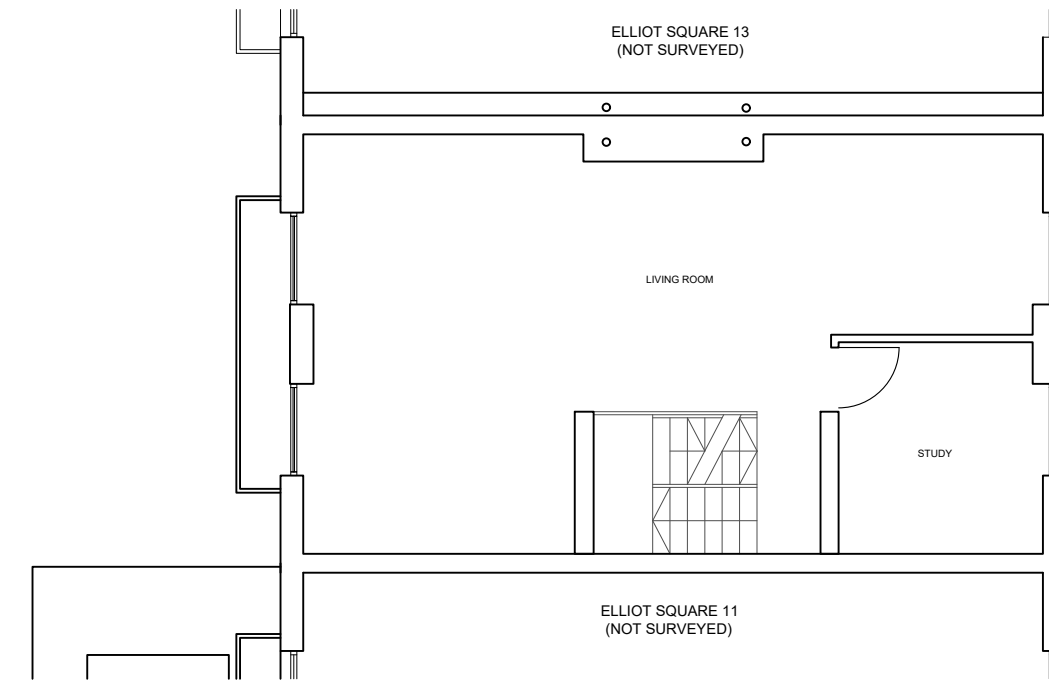 ELLIOT SQUARE 13
(NOT SURVEYED)
LIVING ROOM
STUDY
ELLIOT SQUARE 11
(NOT SURVEYED)